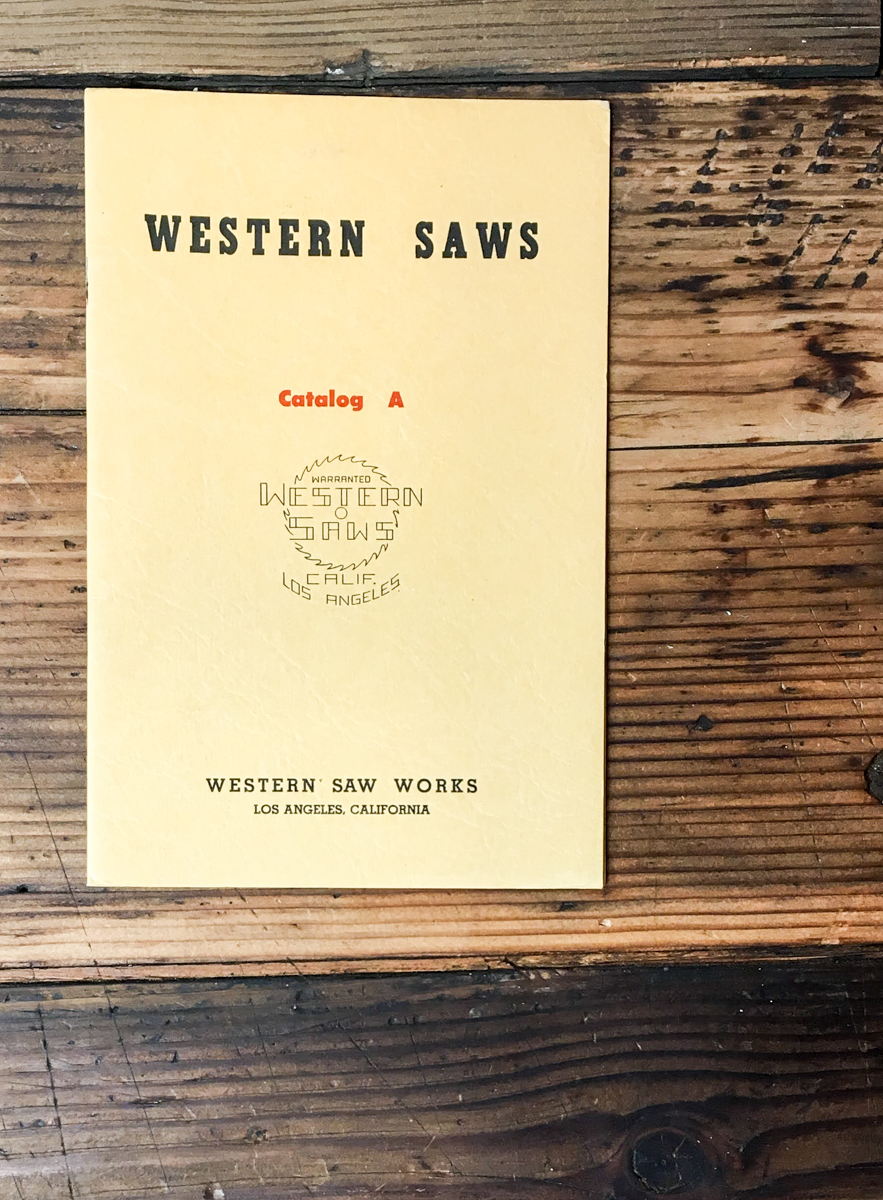 WESTERN SAWS
Catalog A
WARRANTED
WESTERN
SAWS
CALIF.
LOS ANGELES.
WESTERN SAW WORKS
LOS ANGELES, CALIFORNIA